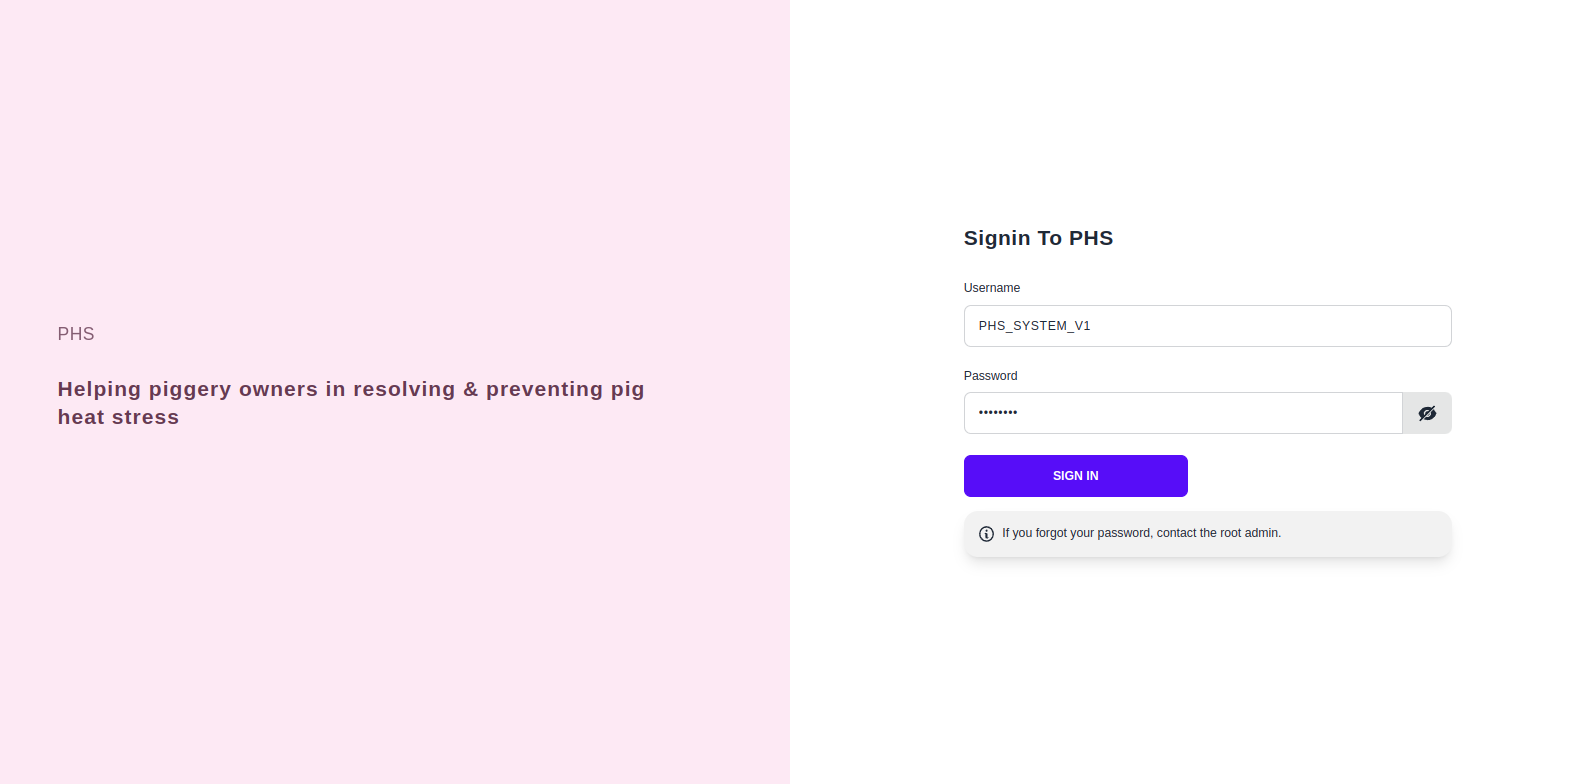 PHS
Helping piggery owners in resolving & preventing pig
heat stress
Signin To PHS
Username
PHS_SYSTEM_V1
Password
••••••••
SIGN IN
If you forgot your password, contact the root admin.